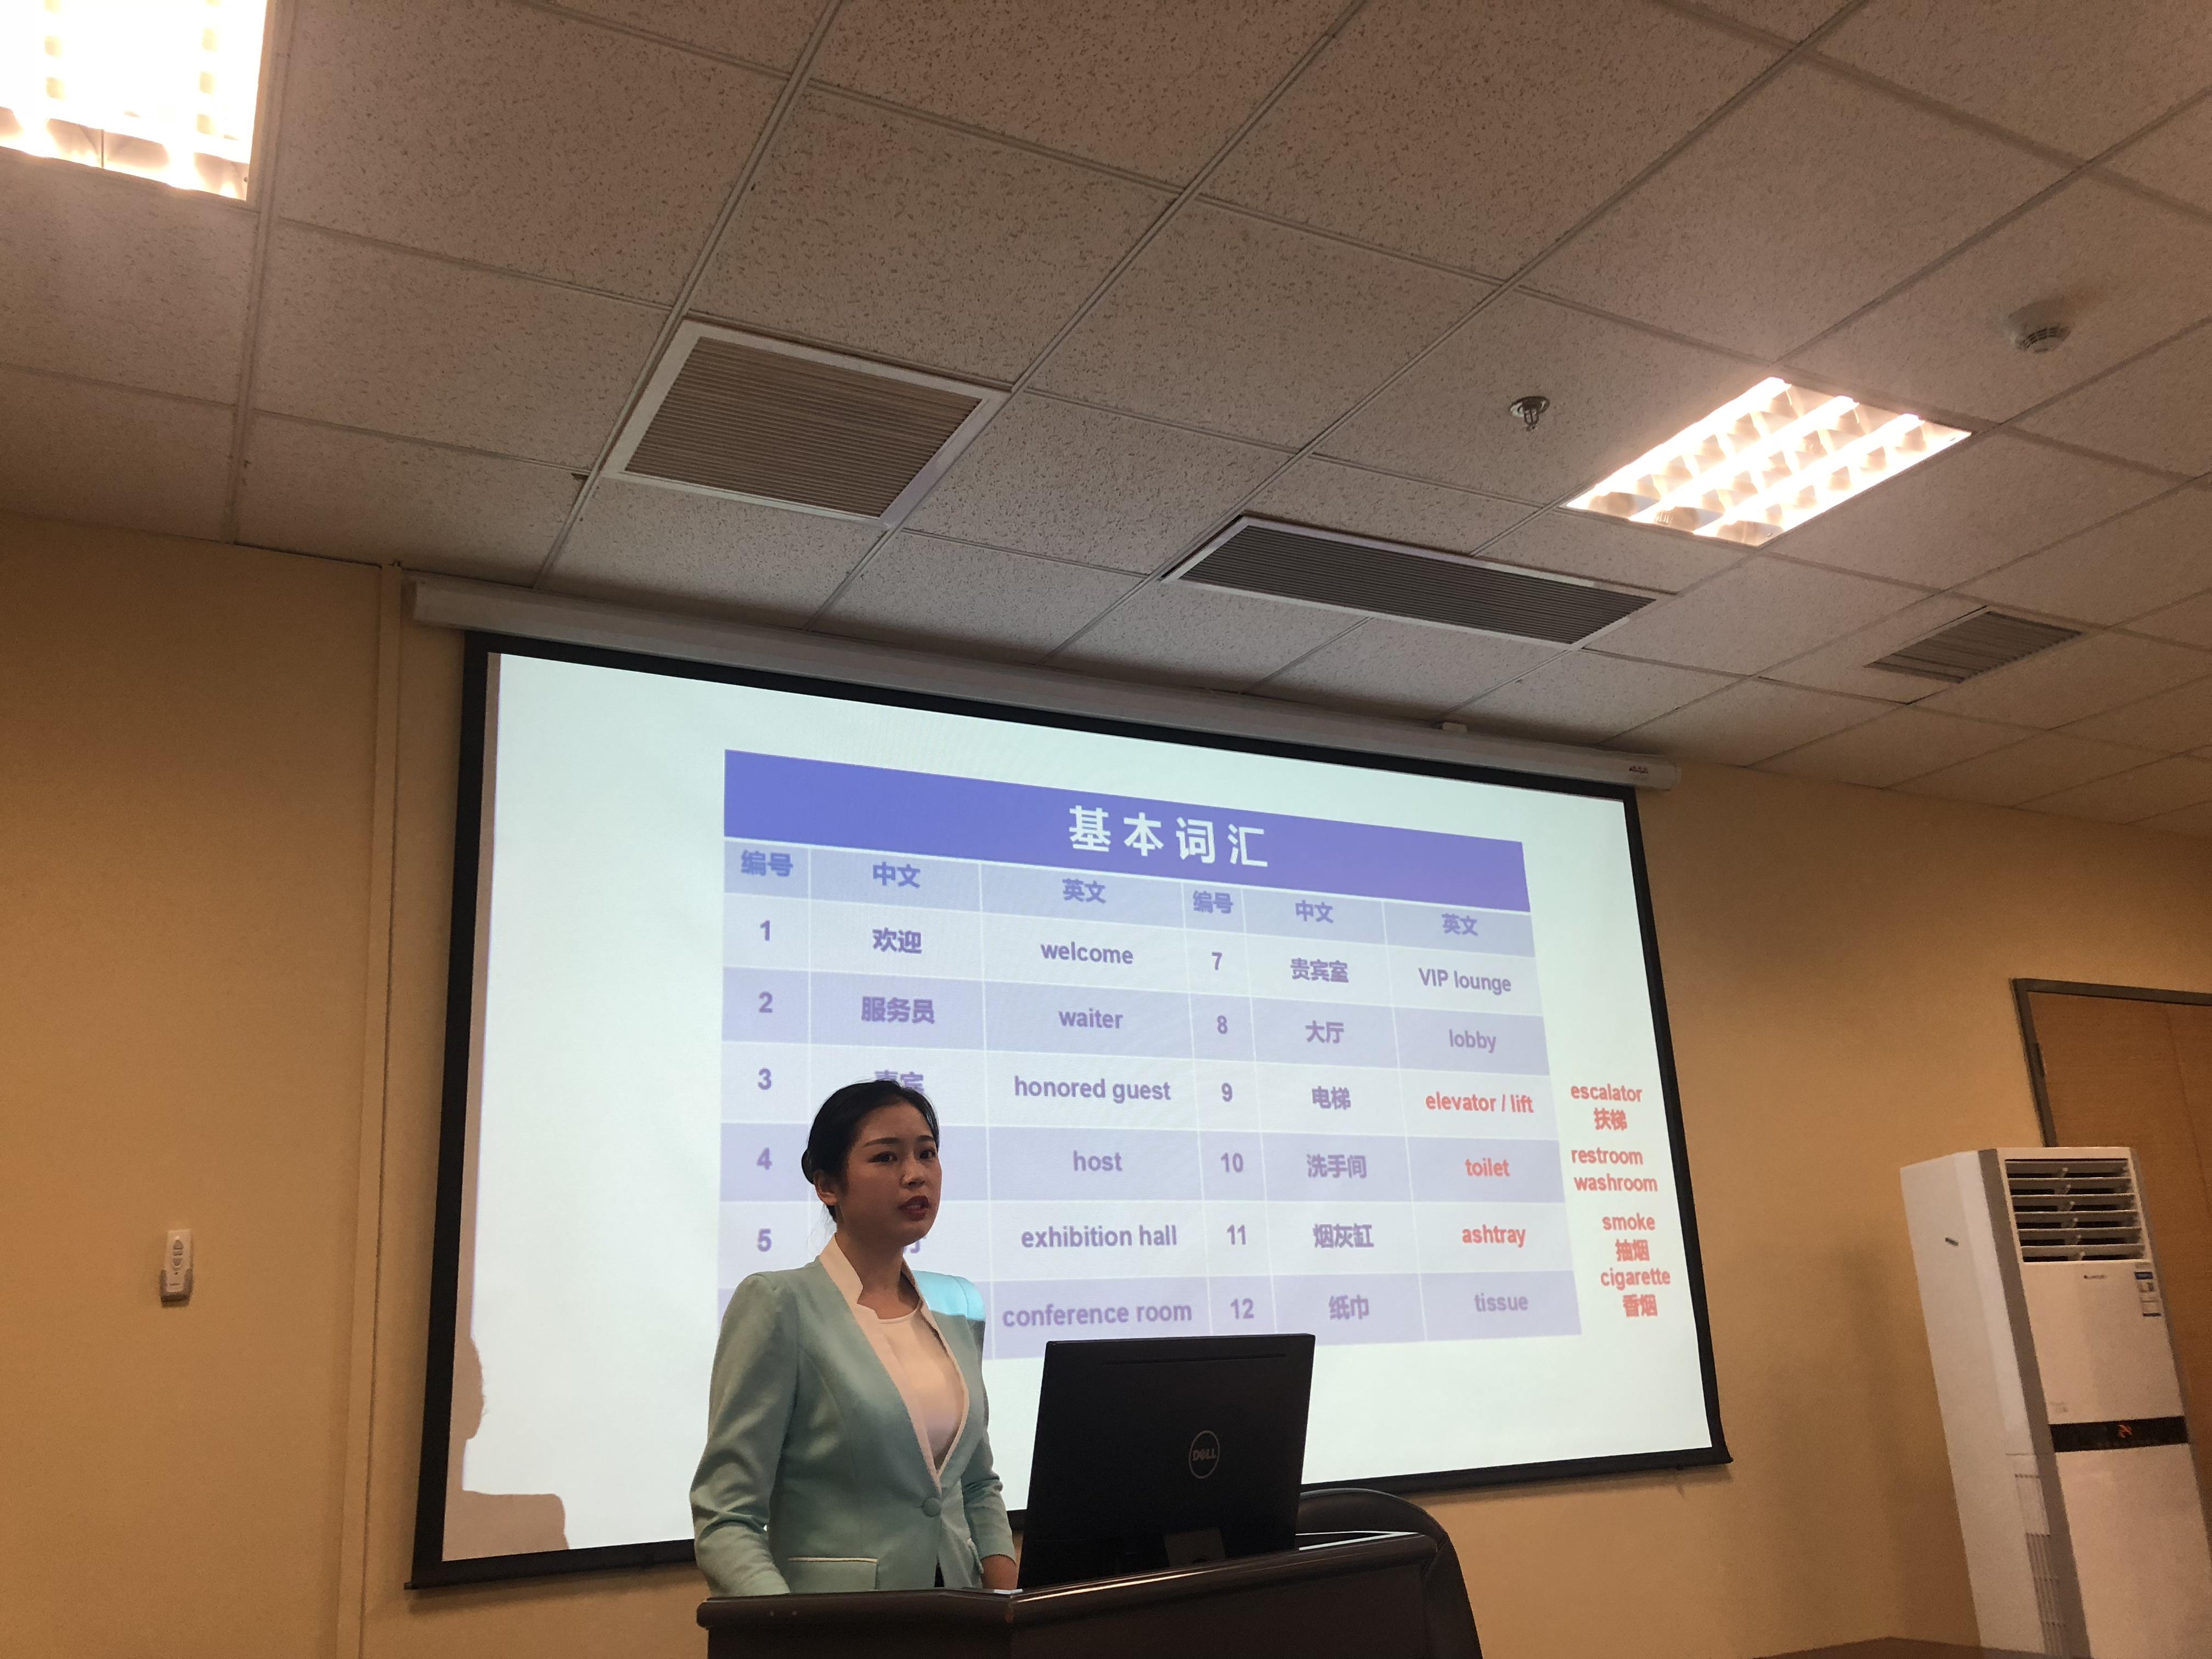 基本词汇
编号 中文 英文 编号 中文 英文
1 欢迎 welcome 7 贵宾室 VIP lounge
2 服务员 waiter 8 大厅 lobby
3 嘉宾 honored guest 9 电梯 elevator / lift
escalator
扶梯
4 host 10 洗手间 toilet
restroom
washroom
5 厅 exhibition hall 11 烟灰缸 ashtray
smoke
抽烟
cigarette
香烟
conference room 12 纸巾 tissue
DELL